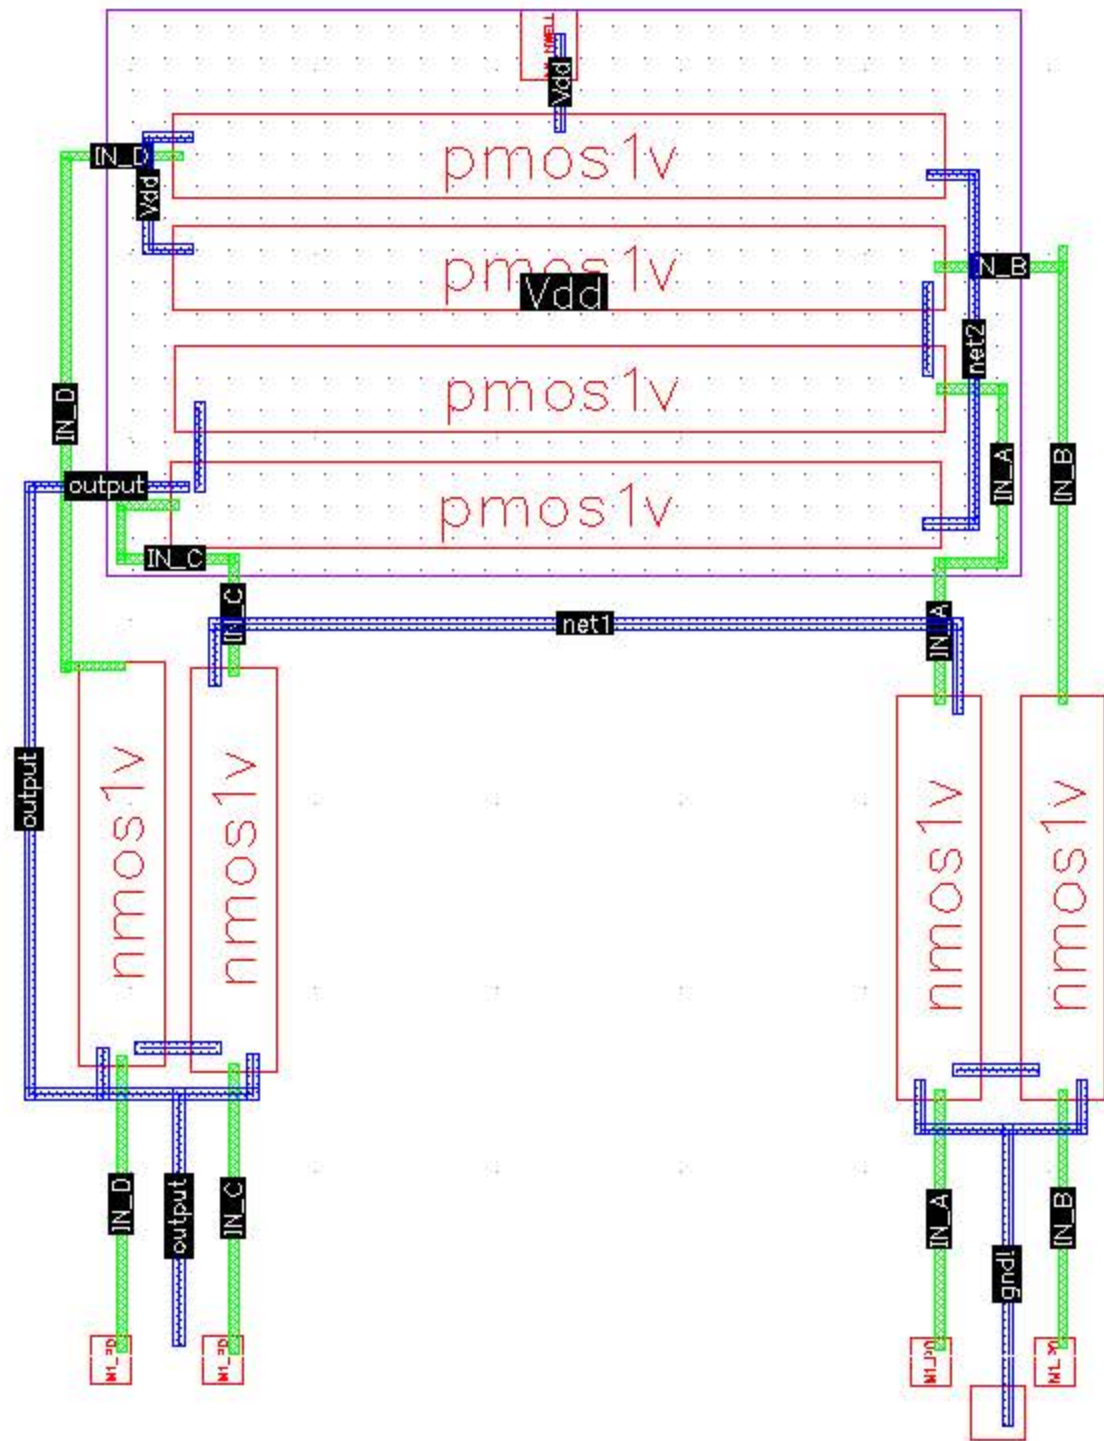 Vdd
pmos1v
IN_D
Vdd
pmos1v
IN_B
Vdd
net2
pmos1v
IN_D
IN_A
IN_B
output
pmos1v
IN_C
IN_C
net1
IN_A
output
nmos1v
nmos1v
nmos1v
nmos1v
IN_D
output
IN_C
IN_A
gnd!
IN_B